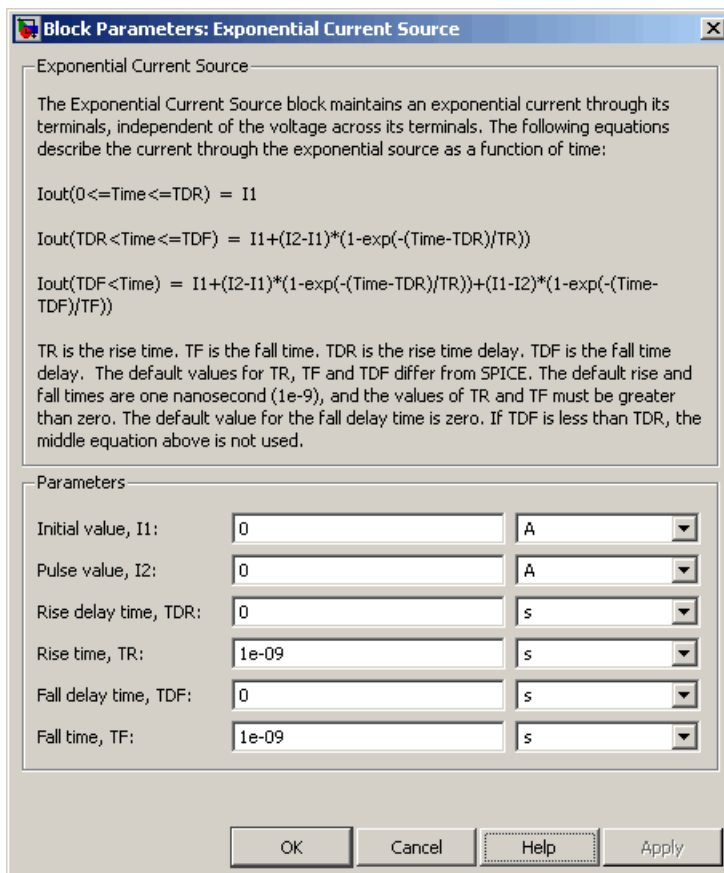 Block Parameters: Exponential Current Source
Exponential Current Source
The Exponential Current Source block maintains an exponential current through its
terminals, independent of the voltage across its terminals. The following equations
describe the current through the exponential source as a function of time:
Iout(0<=Time<=TDR) = I1
Iout(TDR<Time<=TDF) = I1+(I2-I1)*(1-exp(-(Time-TDR)/TR))
Iout(TDF<Time) = I1+(I2-I1)*(1-exp(-(Time-TDR)/TR))+(I1-I2)*(1-exp(-(Time-
TDF)/TF))
TR is the rise time. TF is the fall time. TDR is the rise time delay. TDF is the fall time
delay. The default values for TR, TF and TDF differ from SPICE. The default rise and
fall times are one nanosecond (1e-9), and the values of TR and TF must be greater
than zero. The default value for the fall delay time is zero. If TDF is less than TDR, the
middle equation above is not used.
Parameters
Initial value, I1: 0 A
Pulse value, I2: 0 A
Rise delay time, TDR: 0 s
Rise time, TR: 1e-09 s
Fall delay time, TDF: 0 s
Fall time, TF: 1e-09 s
OK Cancel Help Apply